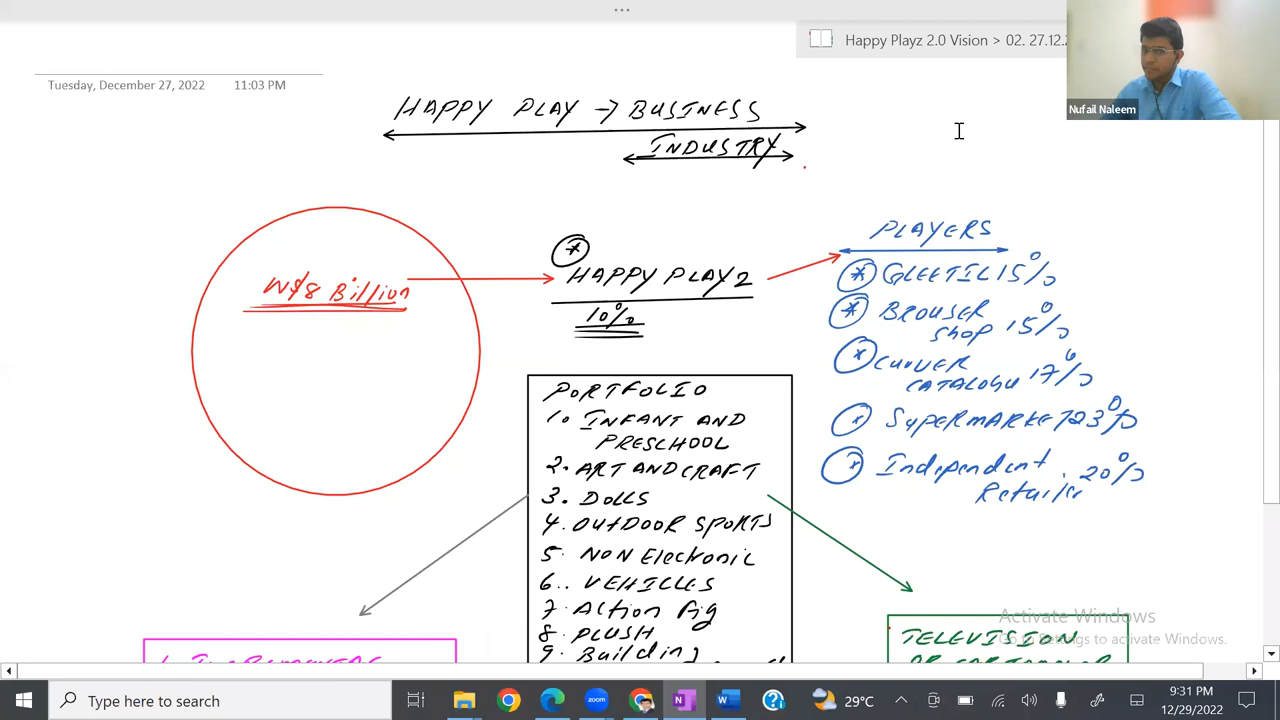 Happy Playz 2.0 Vision > 02. 27.12.2
Nufail Naleem
Tuesday, December 27, 2022 11:03 PM
HAPPY PLAY → BUSINESS
INDUSTRY
8 Billion
HAPPY PLAY 2
10%
PLAYERS
15%
BROUSER
Shop 15%
17%
SUPERMARKET 23%
Independent
Retailer 20%
PORTFOLIO
1. INFANT AND
PRESCHOOL
2. ART AND CRAFT
3. DOLLS
4. OUTDOOR SPORTS
5. NON Electronic
6.. VEHICLES
7. Action fig
8. PLUSH
9. Building
TELEVISION
Activate Windows
Go to Settings to activate Windows.
Type here to search
zoom
29°C
9:31 PM
12/29/2022